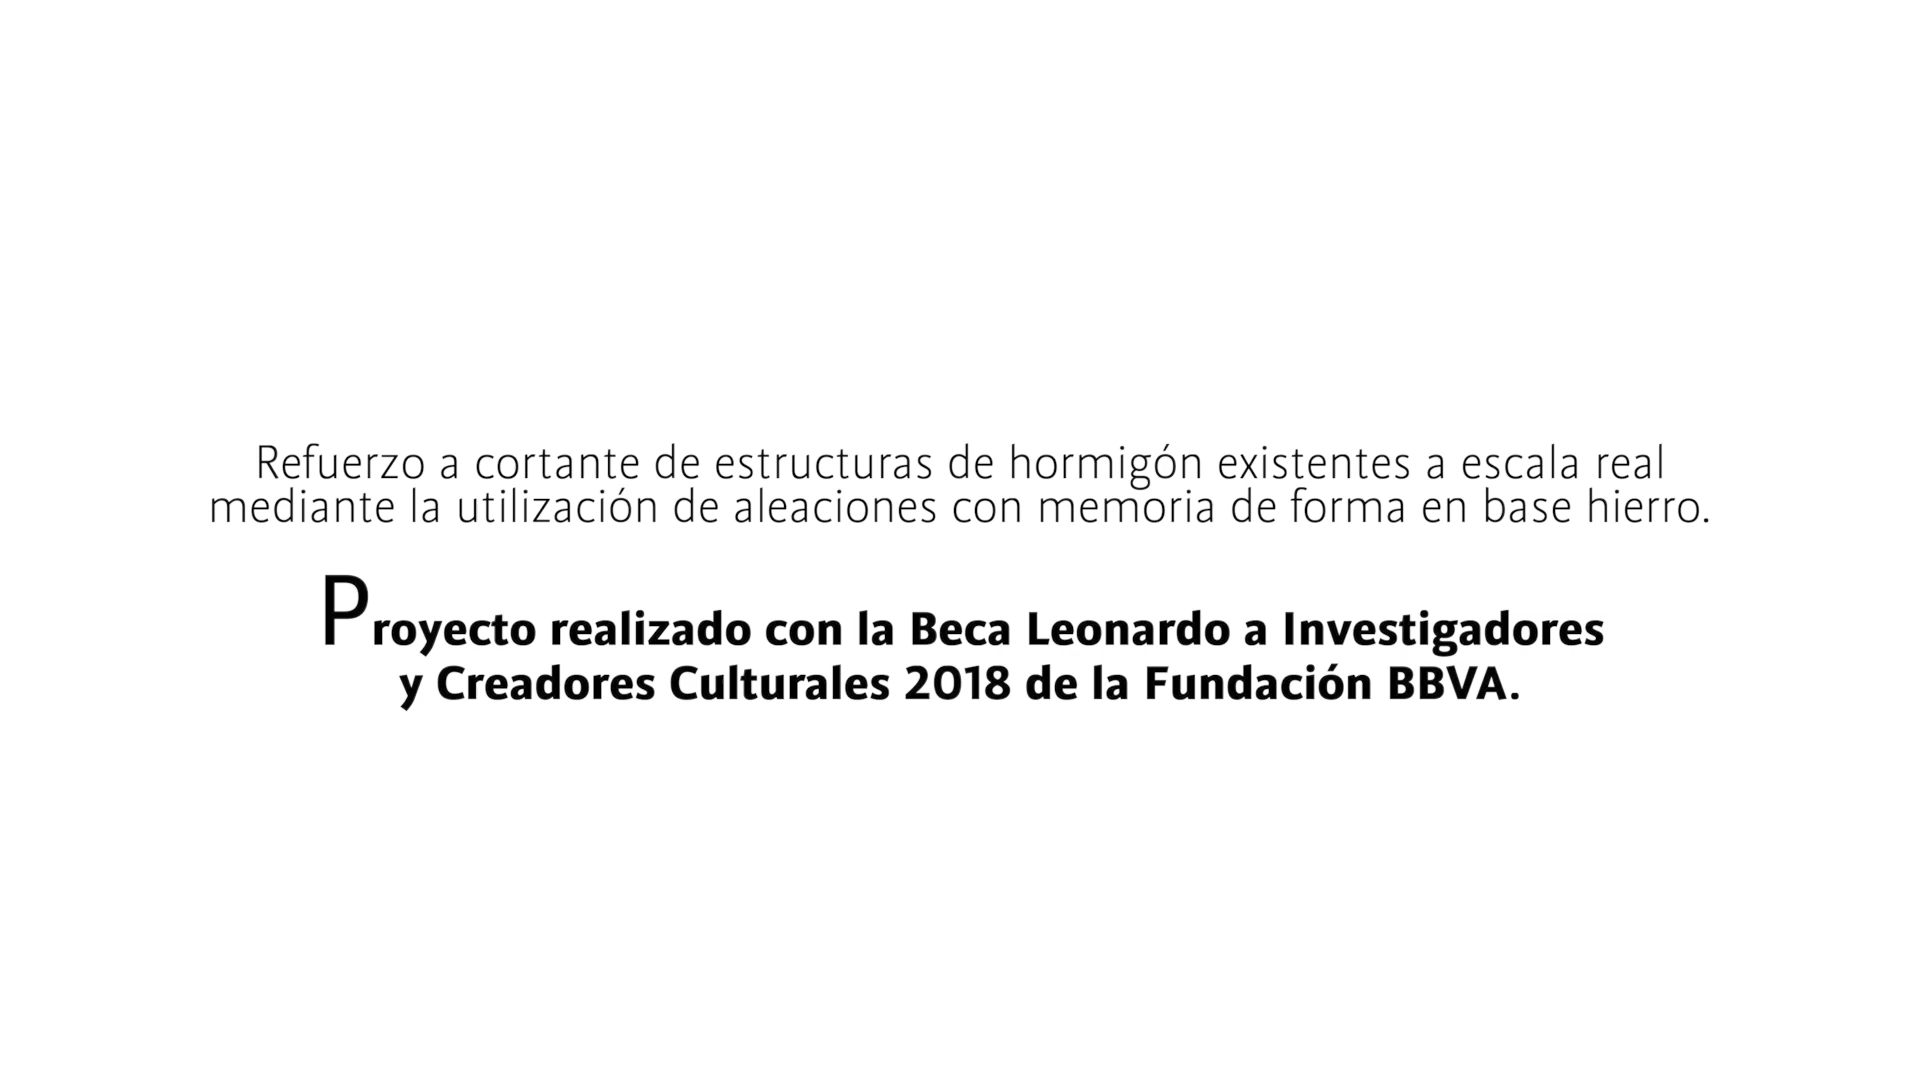 Refuerzo a cortante de estructuras de hormigón existentes a escala real
mediante la utilización de aleaciones con memoria de forma en base hierro.
Proyecto realizado con la Beca Leonardo a Investigadores
y Creadores Culturales 2018 de la Fundación BBVA.